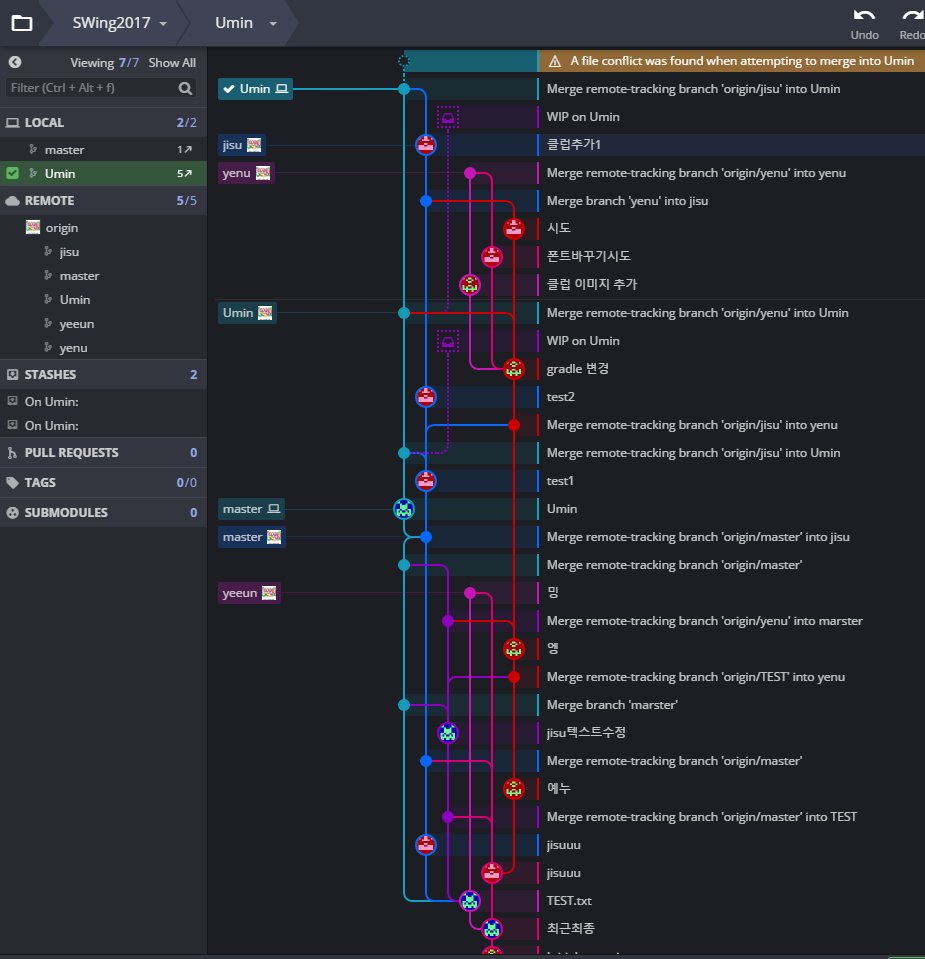 SWing2017
Umin
Undo
Redo
Viewing 7/7 Show All
Filter (Ctrl + Alt + f)
LOCAL 2/2
master 1
Umin 5
REMOTE 5/5
origin
jisu
master
Umin
yeeun
yenu
STASHES 2
On Umin:
On Umin:
PULL REQUESTS 0
TAGS 0/0
SUBMODULES 0
A file conflict was found when attempting to merge into Umin
Umin Merge remote-tracking branch 'origin/jisu' into Umin
WIP on Umin
jisu 클럽추가1
yenu Merge remote-tracking branch 'origin/yenu' into yenu
Merge branch 'yenu' into jisu
시도
폰트바꾸기시도
클럽 이미지 추가
Umin Merge remote-tracking branch 'origin/yenu' into Umin
WIP on Umin
gradle 변경
test2
Merge remote-tracking branch 'origin/jisu' into yenu
Merge remote-tracking branch 'origin/jisu' into Umin
test1
master Umin
master Merge remote-tracking branch 'origin/master' into jisu
Merge remote-tracking branch 'origin/master'
yeeun 밍
Merge remote-tracking branch 'origin/yenu' into marster
엥
Merge remote-tracking branch 'origin/TEST' into yenu
Merge branch 'marster'
jisu텍스트수정
Merge remote-tracking branch 'origin/master'
예누
Merge remote-tracking branch 'origin/master' into TEST
jisuuu
jisuuu
TEST.txt
최근최종